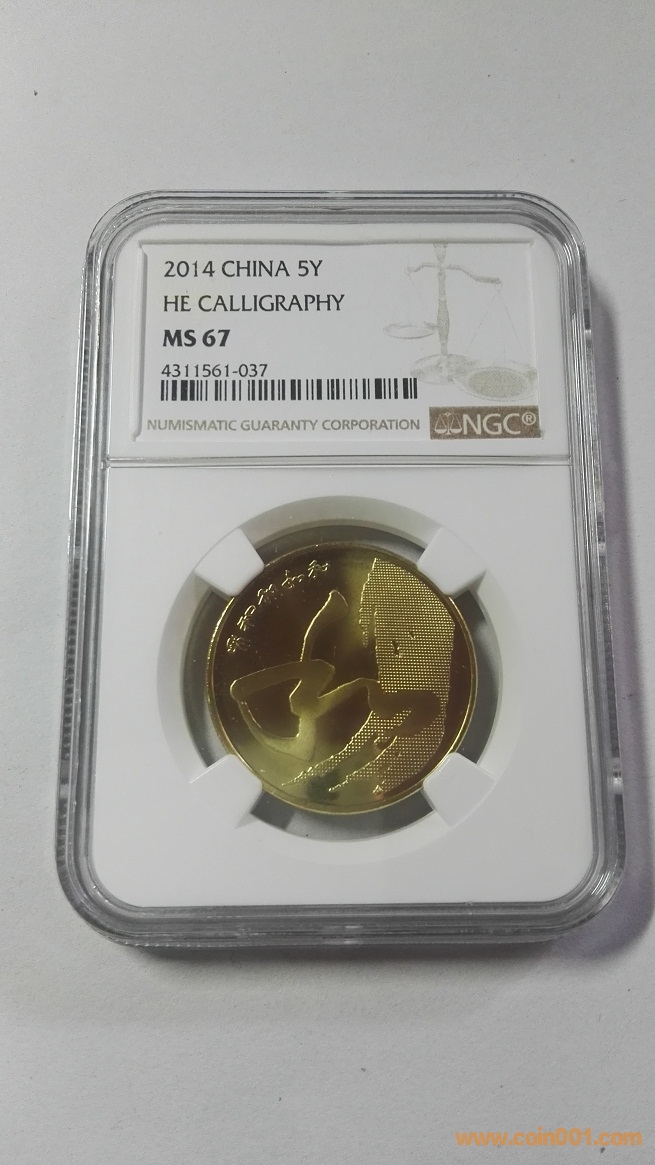 2014 CHINA 5Y
HE CALLIGRAPHY
MS 67
4311561-037
NUMISMATIC GUARANTY CORPORATION NGC®
www.coin001.com